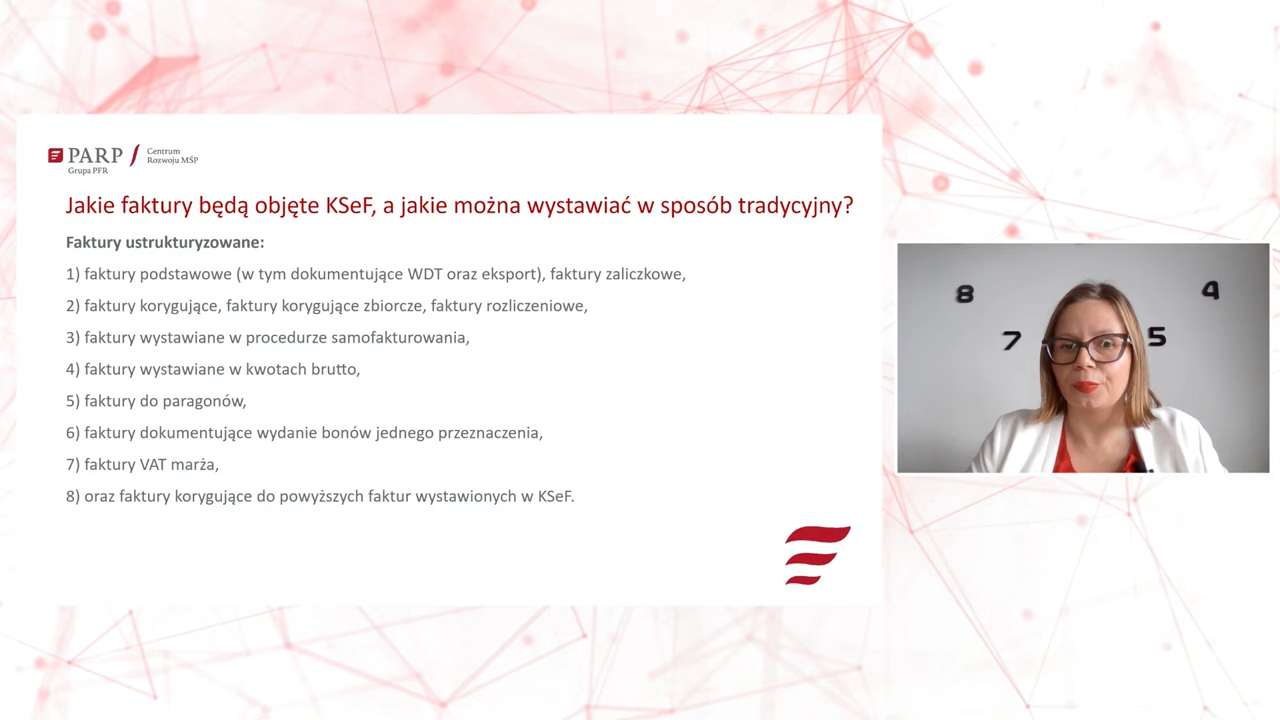 PARP
Grupa PFR
Centrum
Rozwoju MŚP
Jakie faktury będą objęte KSeF, a jakie można wystawiać w sposób tradycyjny?
Faktury ustrukturyzowane:
1) faktury podstawowe (w tym dokumentujące WDT oraz eksport), faktury zaliczkowe,
2) faktury korygujące, faktury korygujące zbiorcze, faktury rozliczeniowe,
3) faktury wystawiane w procedurze samofakturowania,
4) faktury wystawiane w kwotach brutto,
5) faktury do paragonów,
6) faktury dokumentujące wydanie bonów jednego przeznaczenia,
7) faktury VAT marża,
8) oraz faktury korygujące do powyższych faktur wystawionych w KSeF.
8
4
7
5